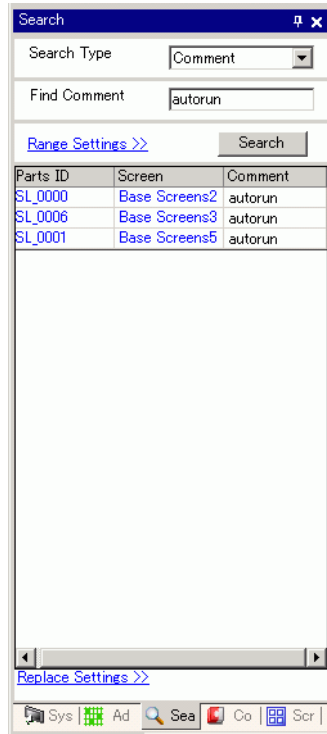 Search
Search Type Comment
Find Comment autorun
Range Settings >> Search
Parts ID Screen Comment
SL_0000 Base Screens2 autorun
SL_0006 Base Screens3 autorun
SL_0001 Base Screens5 autorun
Replace Settings >>
Sys Ad Sea Co Scr